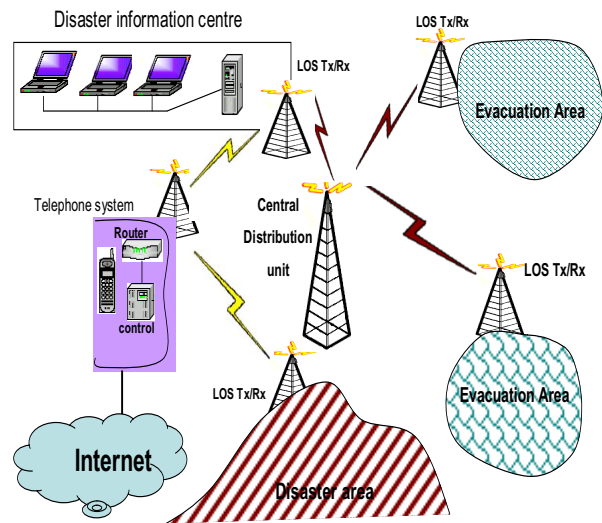 Disaster information centre
LOS Tx/Rx
LOS Tx/Rx
Evacuation Area
Telephone system
Router
control
Central
Distribution
unit
LOS Tx/Rx
Evacuation Area
LOS Tx/Rx
Internet
Disaster area